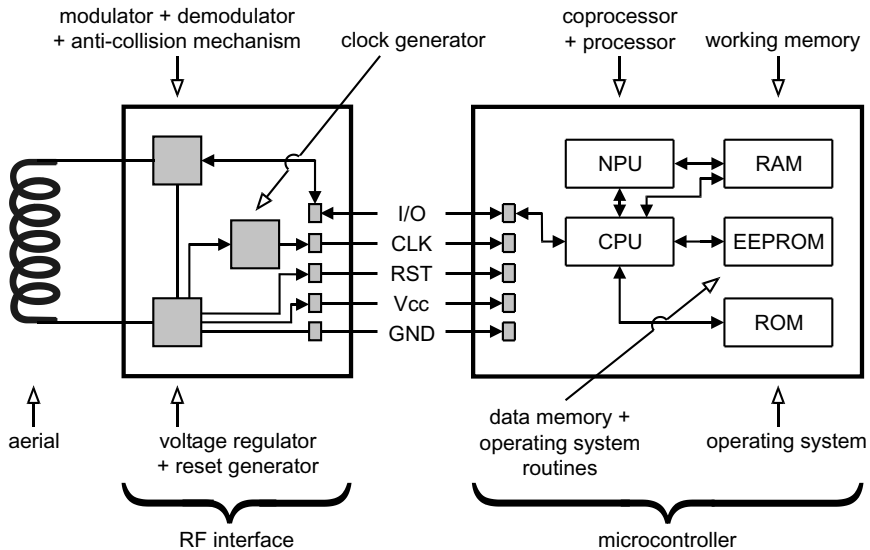 modulator + demodulator
+ anti-collision mechanism
clock generator
coprocessor
+ processor
working memory
NPU
RAM
I/O
CPU
EEPROM
CLK
RST
Vcc
GND
ROM
aerial
voltage regulator
+ reset generator
data memory +
operating system
routines
operating system
RF interface
microcontroller